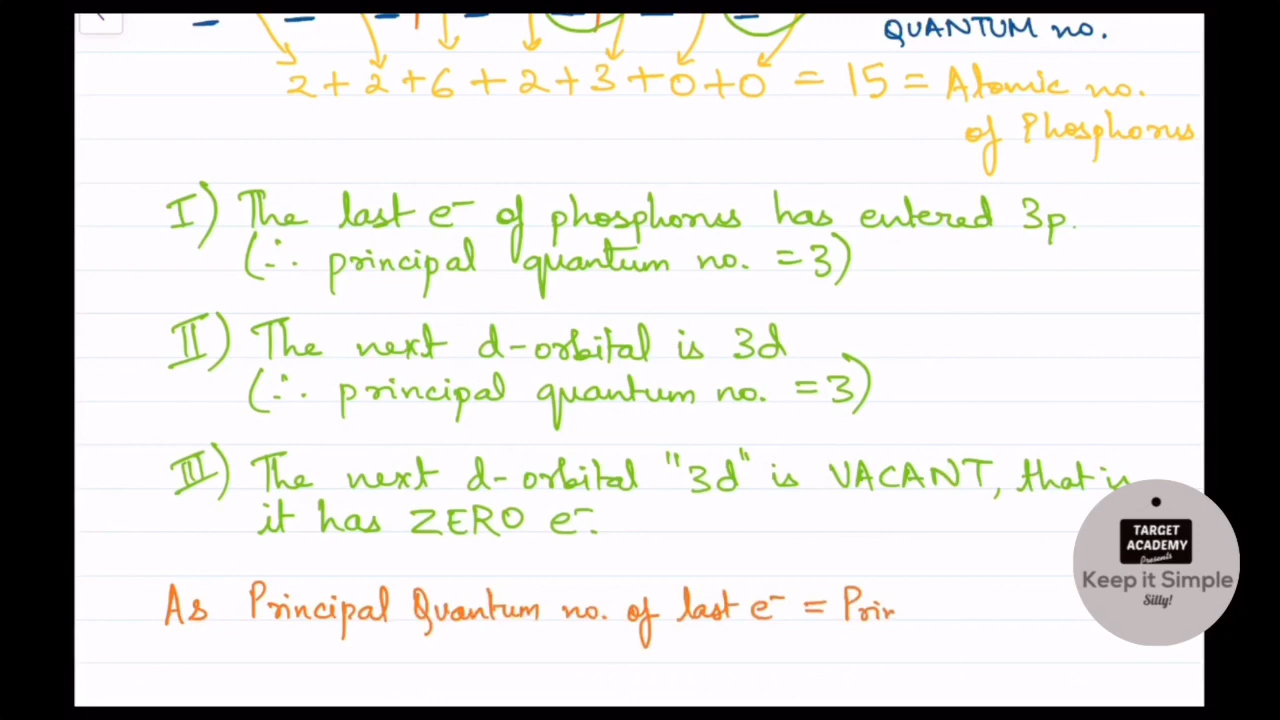 QUANTUM no.
2 + 2 + 6 + 2 + 3 + 0 + 0 = 15 = Atomic no.
of Phosphorus
I) The last e⁻ of phosphorus has entered 3p.
(∴ principal quantum no. = 3)
II) The next d-orbital is 3d
(∴ principal quantum no. = 3)
III) The next d-orbital "3d" is VACANT, that is
it has ZERO e⁻.
As Principal Quantum no. of last e⁻ = Prin
TARGET
ACADEMY
Presents
Keep it Simple
Silly!